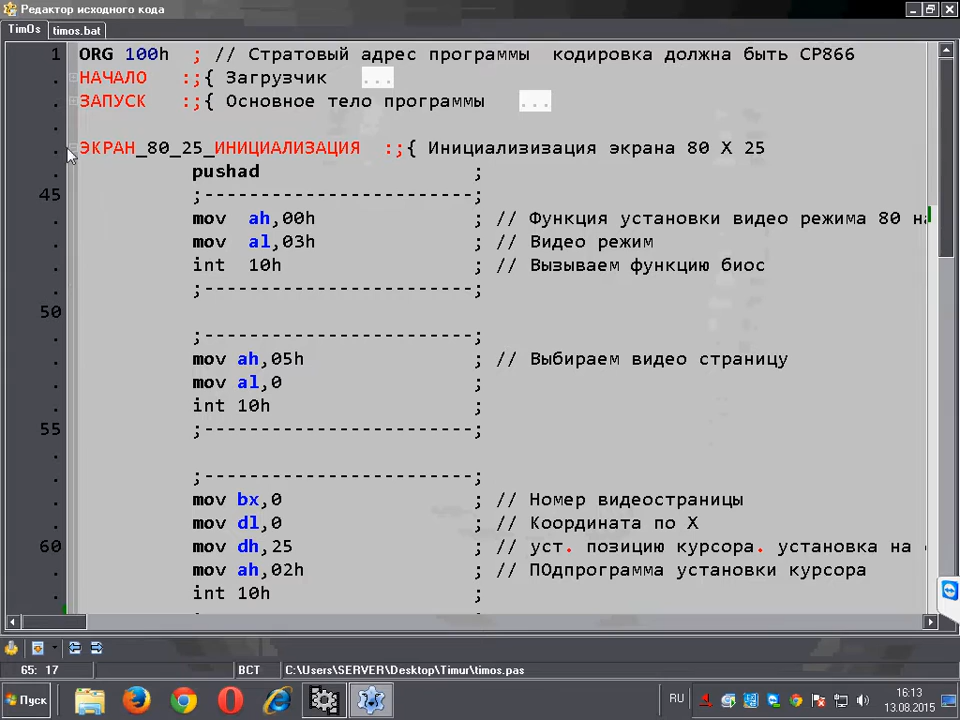 Редактор исходного кода
TimOs timos.bat
1 ORG 100h ; // Стратовый адрес программы кодировка должна быть CP866
. НАЧАЛО :;{ Загрузчик ...
. ЗАПУСК :;{ Основное тело программы ...
.
. ЭКРАН_80_25_ИНИЦИАЛИЗАЦИЯ :;{ Инициализизация экрана 80 X 25
. pushad ;
45 ;------------------------;
. mov ah,00h ; // Функция установки видео режима 80 на
. mov al,03h ; // Видео режим
. int 10h ; // Вызываем функцию биос
. ;------------------------;
50
. ;------------------------;
. mov ah,05h ; // Выбираем видео страницу
. mov al,0 ;
. int 10h ;
55 ;------------------------;
.
. ;------------------------;
. mov bx,0 ; // Номер видеостраницы
. mov dl,0 ; // Координата по X
60 mov dh,25 ; // уст. позицию курсора. установка на
. mov ah,02h ; // ПОдпрограмма установки курсора
. int 10h ;
65: 17 ВСТ C:\Users\SERVER\Desktop\Timur\timos.pas
Пуск RU 16:13
13.08.2015